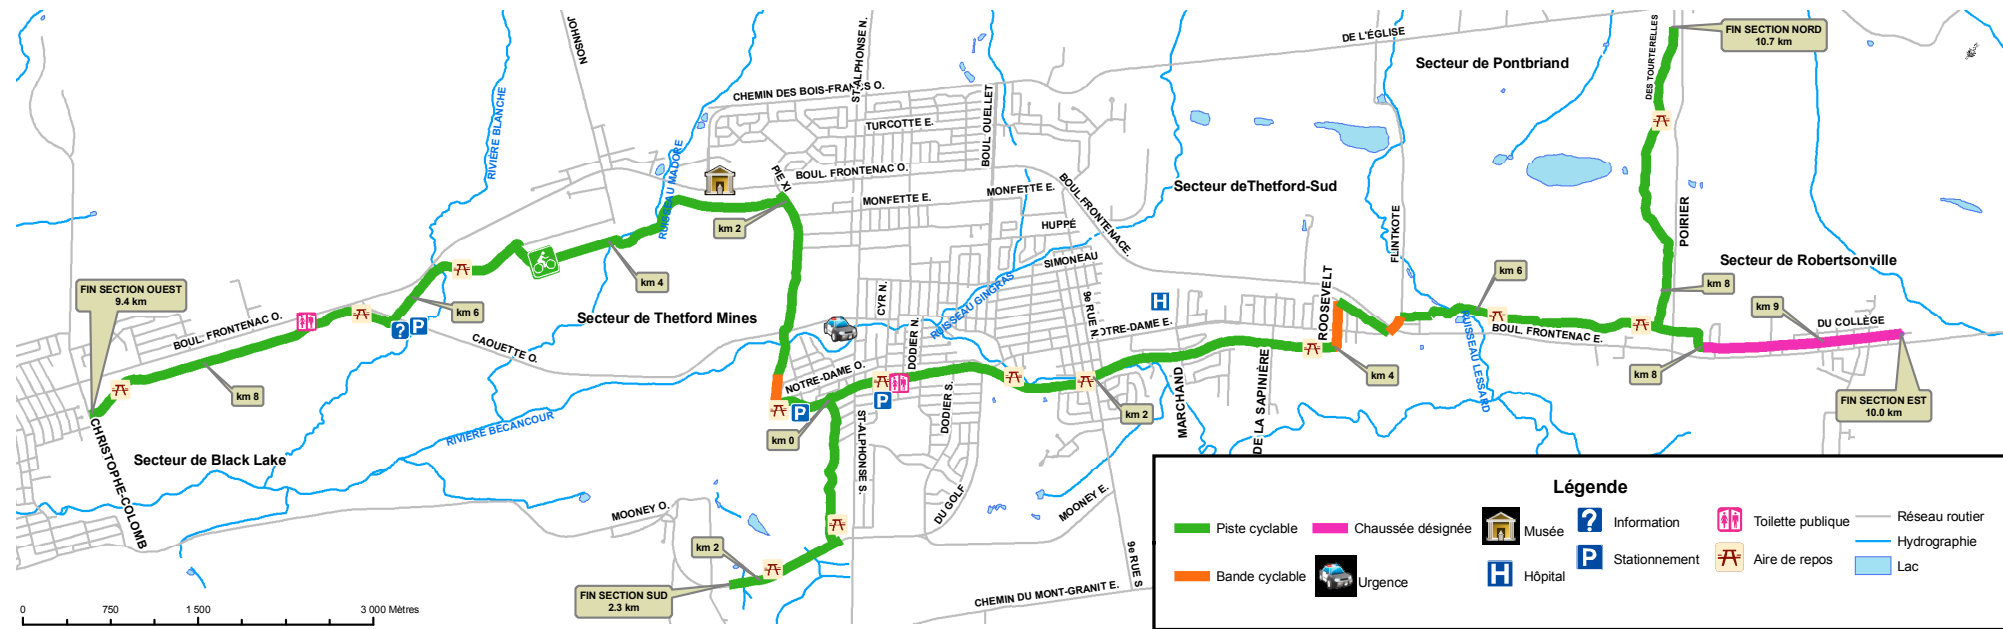 JOHNSON
ST-ALPHONSE N.
DE L'ÉGLISE
DES TOURTERELLES
FIN SECTION NORD
10.7 km
Secteur de Pontbriand
CHEMIN DES BOIS-FRANCS O.
BOUL. OUELLET
TURCOTTE E.
RIVIÈRE BLANCHE
RUISSEAU MADORE
PIE XI
BOUL. FRONTENAC O.
MONFETTE E.
MONFETTE E.
BOUL.FRONTENAC E.
Secteur deThetford-Sud
FLINTKOTE
POIRIER
km 2
HUPPÉ
SIMONEAU
Secteur de Robertsonville
km 4
km 6
km 8
km 9
FIN SECTION OUEST
9.4 km
km 6
CYR N.
RUISSEAU GINGRAS
9e RUE N.
H
ROOSEVELT
RUISSEAU LESSARD
Secteur de Thetford Mines
BOUL. FRONTENAC O.
? P
CAOUETTE O.
DODIER N.
OTRE-DAME E.
BOUL. FRONTENAC E.
DU COLLÈGE
NOTRE-DAME O.
km 8
P
P
DODIER S.
km 2
MARCHAND
DE LA SAPINIÈRE
km 4
km 8
FIN SECTION EST
10.0 km
km 0
ST-ALPHONSE S.
RIVIÈRE BÉCANCOUR
CHRISTOPHE-COLOMB
Secteur de Black Lake
MOONEY O.
DU GOLF
MOONEY E.
9e RUE S
km 2
FIN SECTION SUD
2.3 km
CHEMIN DU MONT-GRANIT E.
0 750 1 500 3 000 Mètres
Légende
Piste cyclable
Chaussée désignée
Musée
? Information
Toilette publique
Réseau routier
Hydrographie
P Stationnement
Aire de repos
Bande cyclable
Urgence
H Hôpital
Lac